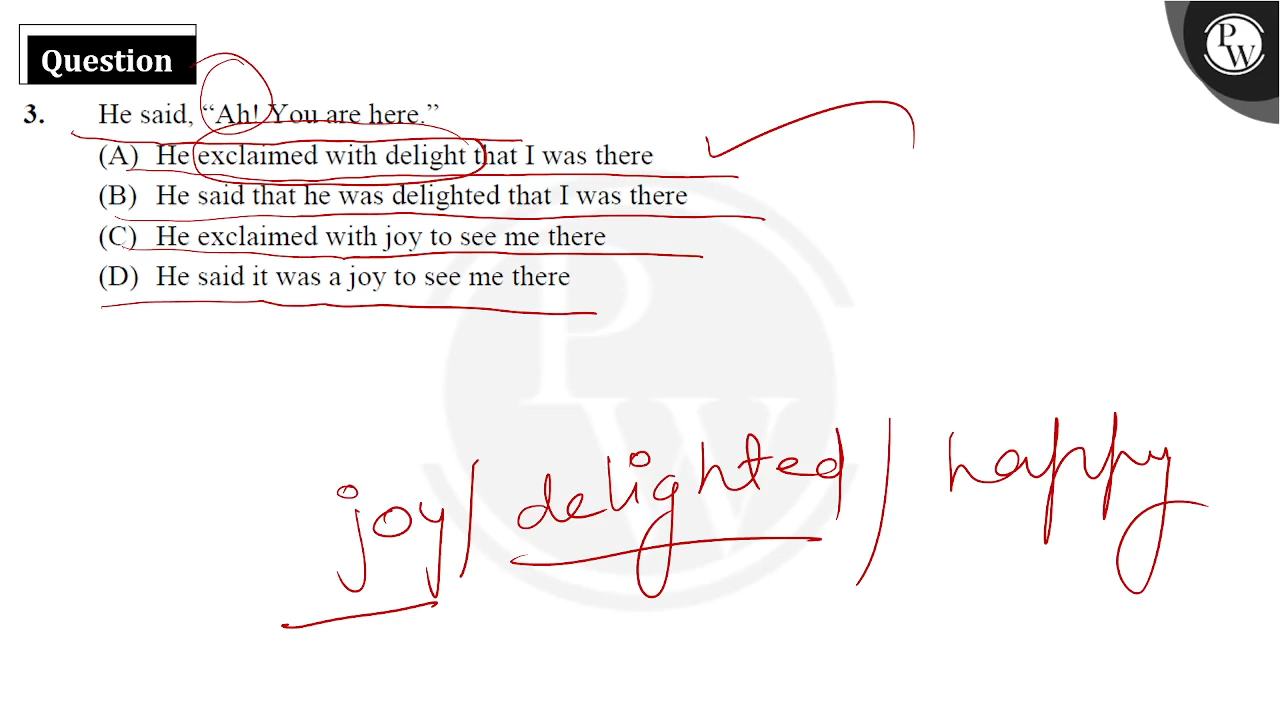 Question
PW
3. He said, “Ah! You are here.”
(A) He exclaimed with delight that I was there
(B) He said that he was delighted that I was there
(C) He exclaimed with joy to see me there
(D) He said it was a joy to see me there
PW
joy / delighted / happy